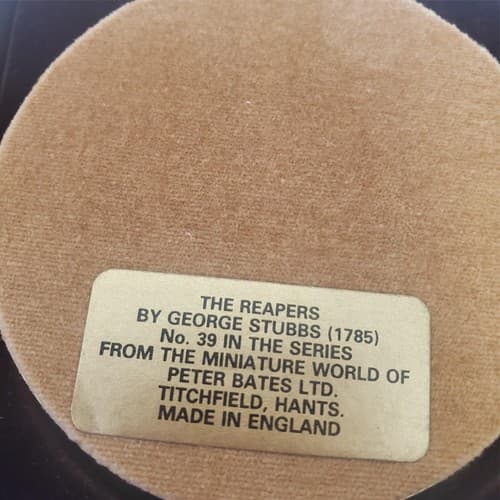 THE REAPERS
BY GEORGE STUBBS (1785)
No. 39 IN THE SERIES
FROM THE MINIATURE WORLD OF
PETER BATES LTD.
TITCHFIELD, HANTS.
MADE IN ENGLAND